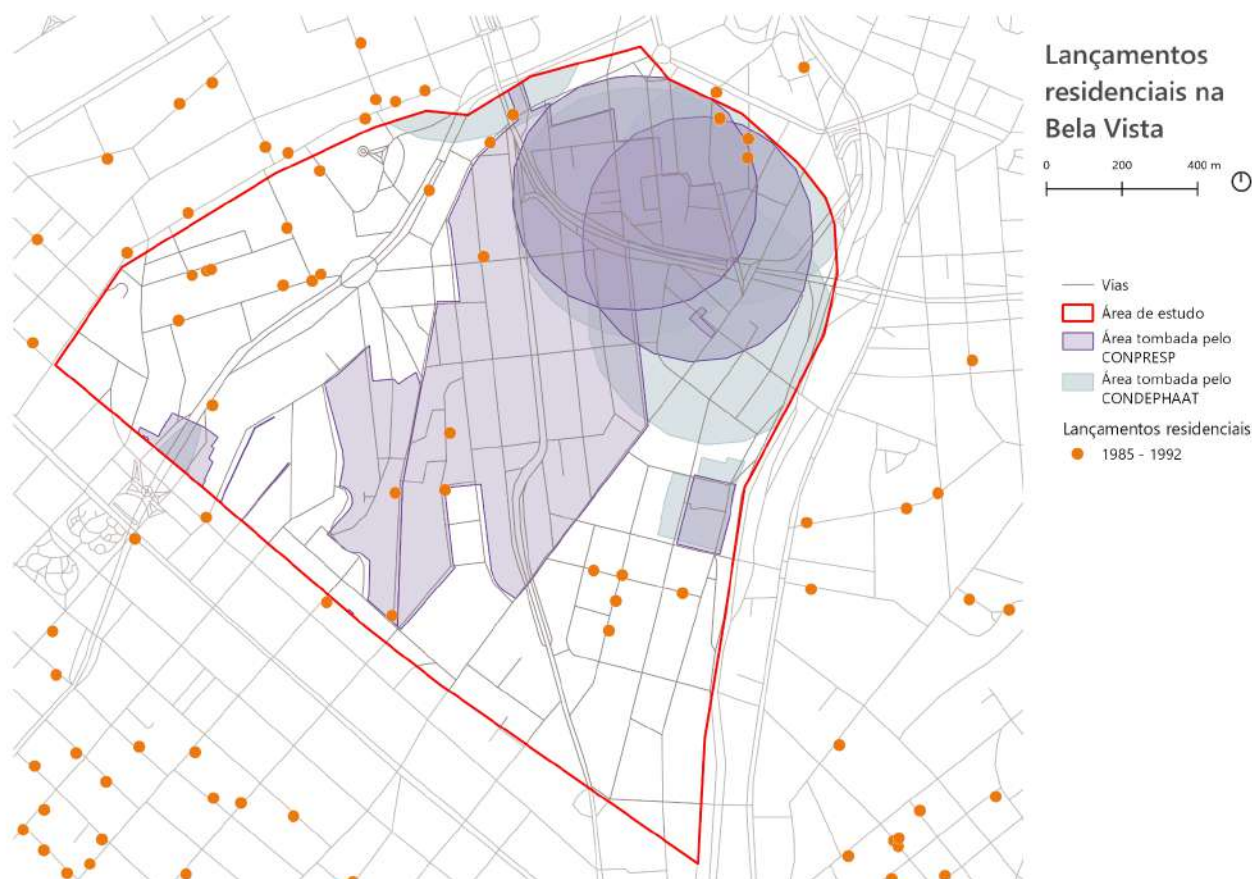 Lançamentos
residenciais na
Bela Vista
0 200 400 m
Vias
Área de estudo
Área tombada pelo
CONPRESP
Área tombada pelo
CONDEPHAAT
Lançamentos residenciais
1985 - 1992